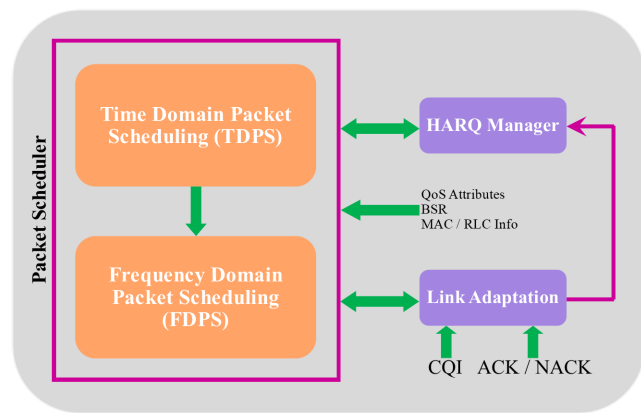 Packet Scheduler
Time Domain Packet
Scheduling (TDPS)
Frequency Domain
Packet Scheduling
(FDPS)
HARQ Manager
QoS Attributes
BSR
MAC / RLC Info
Link Adaptation
CQI
ACK / NACK